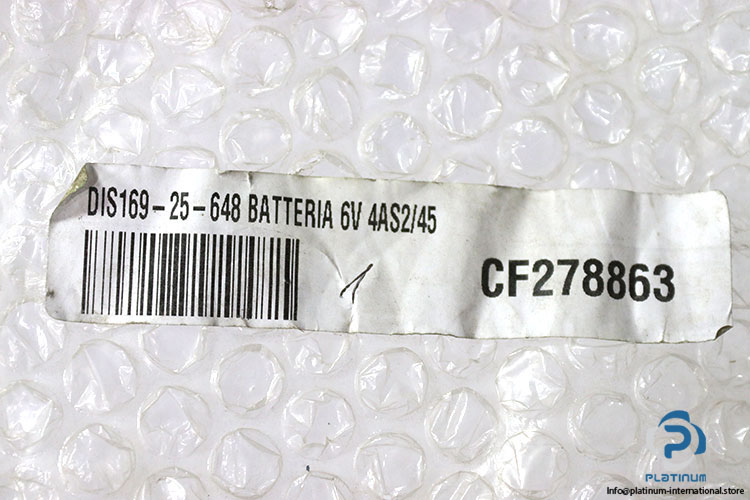 DIS169-25-648 BATTERIA 6V 4AS2/45
1
CF278863
PLATINUM
Info@platinum-international.store